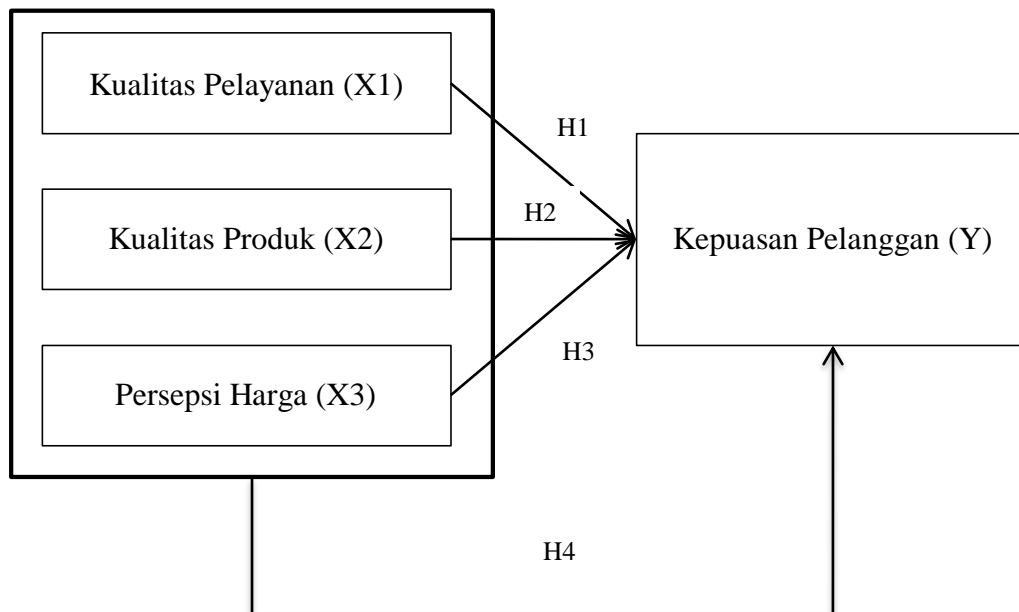 Kualitas Pelayanan (X1)
H1
Kualitas Produk (X2)
H2
Kepuasan Pelanggan (Y)
H3
Persepsi Harga (X3)
H4